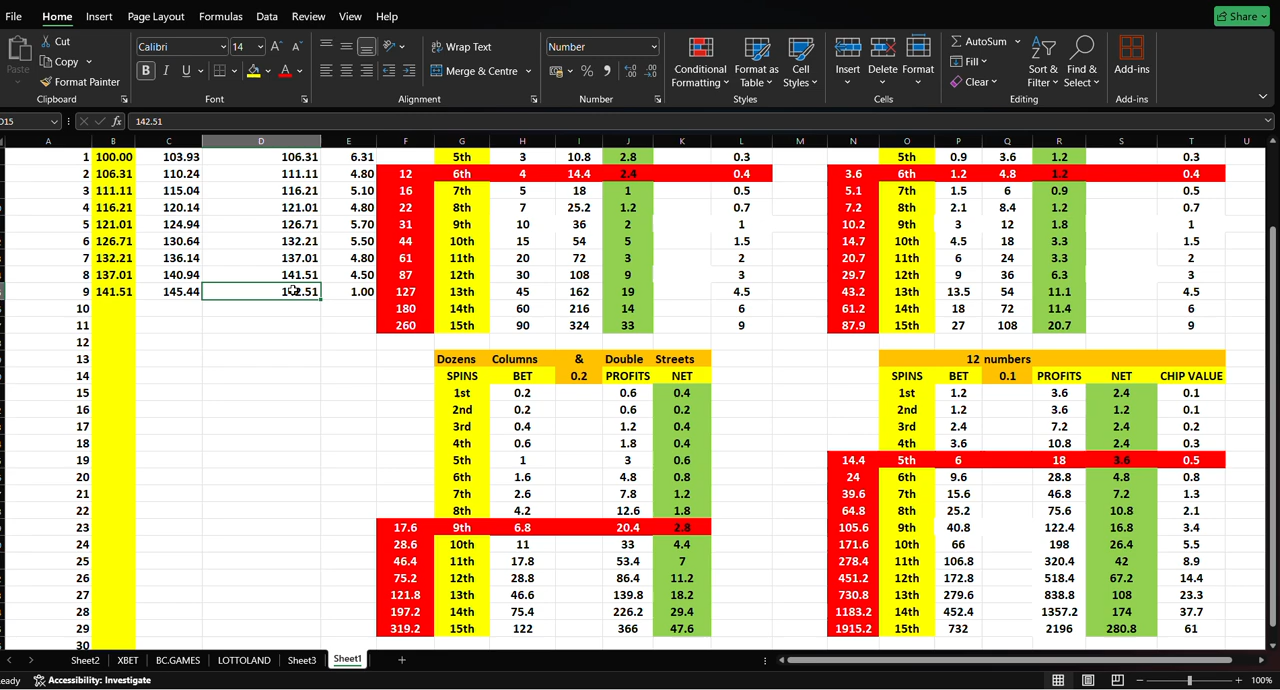 File Home Insert Page Layout Formulas Data Review View Help Share
Cut Calibri 14 Wrap Text Number AutoSum
Paste Copy Merge & Centre Conditional Formatting Format as Table Cell Styles Insert Delete Format Fill Sort & Filter Find & Select Add-ins
Format Painter B I U Clear
Clipboard Font Alignment Number Styles Cells Editing Add-ins
D15 fx 142.51
A B C D E F G H I J K L M N O P Q R S T U
1 100.00 103.93 106.31 6.31 5th 3 10.8 2.8 0.3 5th 0.9 3.6 1.2 0.3
2 106.31 110.24 111.11 4.80 12 6th 4 14.4 2.4 0.4 3.6 6th 1.2 4.8 1.2 0.4
3 111.11 115.04 116.21 5.10 16 7th 5 18 1 0.5 5.1 7th 1.5 6 0.9 0.5
4 116.21 120.14 121.01 4.80 22 8th 7 25.2 1.2 0.7 7.2 8th 2.1 8.4 1.2 0.7
5 121.01 124.94 126.71 5.70 31 9th 10 36 2 1 10.2 9th 3 12 1.8 1
6 126.71 130.64 132.21 5.50 44 10th 15 54 5 1.5 14.7 10th 4.5 18 3.3 1.5
7 132.21 136.14 137.01 4.80 61 11th 20 72 3 2 20.7 11th 6 24 3.3 2
8 137.01 140.94 141.51 4.50 87 12th 30 108 9 3 29.7 12th 9 36 6.3 3
9 141.51 145.44 142.51 1.00 127 13th 45 162 19 4.5 43.2 13th 13.5 54 11.1 4.5
10 180 14th 60 216 14 6 61.2 14th 18 72 11.4 6
11 260 15th 90 324 33 9 87.9 15th 27 108 20.7 9
12
13 Dozens Columns & Double Streets 12 numbers
14 SPINS BET 0.2 PROFITS NET SPINS BET 0.1 PROFITS NET CHIP VALUE
15 1st 0.2 0.6 0.4 1st 1.2 3.6 2.4 0.1
16 2nd 0.2 0.6 0.2 2nd 1.2 3.6 1.2 0.1
17 3rd 0.4 1.2 0.4 3rd 2.4 7.2 2.4 0.2
18 4th 0.6 1.8 0.4 4th 3.6 10.8 2.4 0.3
19 5th 1 3 0.6 14.4 5th 6 18 3.6 0.5
20 6th 1.6 4.8 0.8 24 6th 9.6 28.8 4.8 0.8
21 7th 2.6 7.8 1.2 39.6 7th 15.6 46.8 7.2 1.3
22 8th 4.2 12.6 1.8 64.8 8th 25.2 75.6 10.8 2.1
23 17.6 9th 6.8 20.4 2.8 105.6 9th 40.8 122.4 16.8 3.4
24 28.6 10th 11 33 4.4 171.6 10th 66 198 26.4 5.5
25 46.4 11th 17.8 53.4 7 278.4 11th 106.8 320.4 42 8.9
26 75.2 12th 28.8 86.4 11.2 451.2 12th 172.8 518.4 67.2 14.4
27 121.8 13th 46.6 139.8 18.2 730.8 13th 279.6 838.8 108 23.3
28 197.2 14th 75.4 226.2 29.4 1183.2 14th 452.4 1357.2 174 37.7
29 319.2 15th 122 366 47.6 1915.2 15th 732 2196 280.8 61
30
Sheet2 XBET BC.GAMES LOTTOLAND Sheet3 Sheet1
eady Accessibility: Investigate 100%